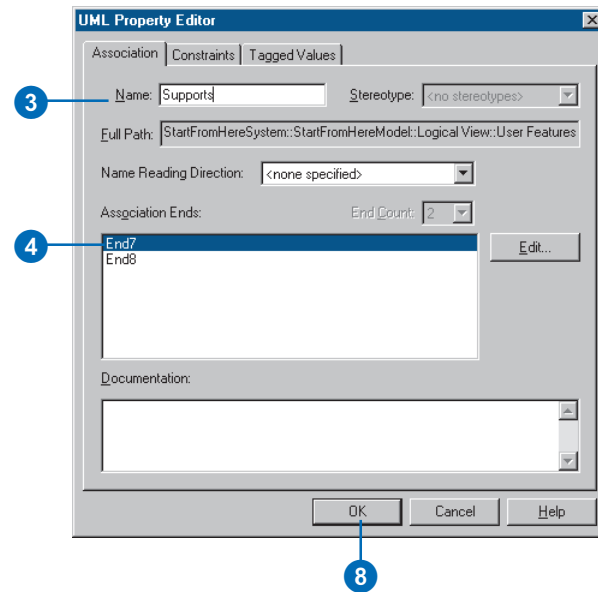 UML Property Editor
Association Constraints Tagged Values
3 Name: Supports Stereotype: <no stereotypes>
Full Path: StartFromHereSystem::StartFromHereModel::Logical View::User Features
Name Reading Direction: <none specified>
Association Ends: End Count: 2
4 End7 Edit...
End8
Documentation:
OK Cancel Help
8